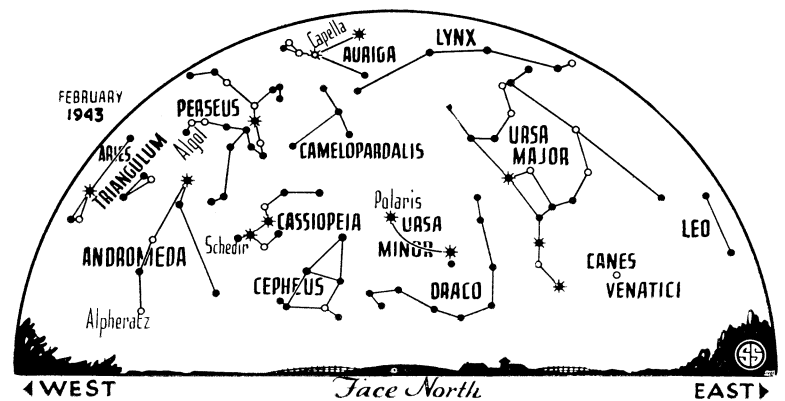 Capella
AURIGA
LYNX
FEBRUARY
1943
PERSEUS
Algol
ARIES
TRIANGULUM
CAMELOPARDALIS
URSA
MAJOR
Polaris
URSA
MINOR
CASSIOPEIA
Schedir
LEO
ANDROMEDA
CEPHEUS
DRACO
CANES
VENATICI
Alpheratz
SS
WEST
Face North
EAST